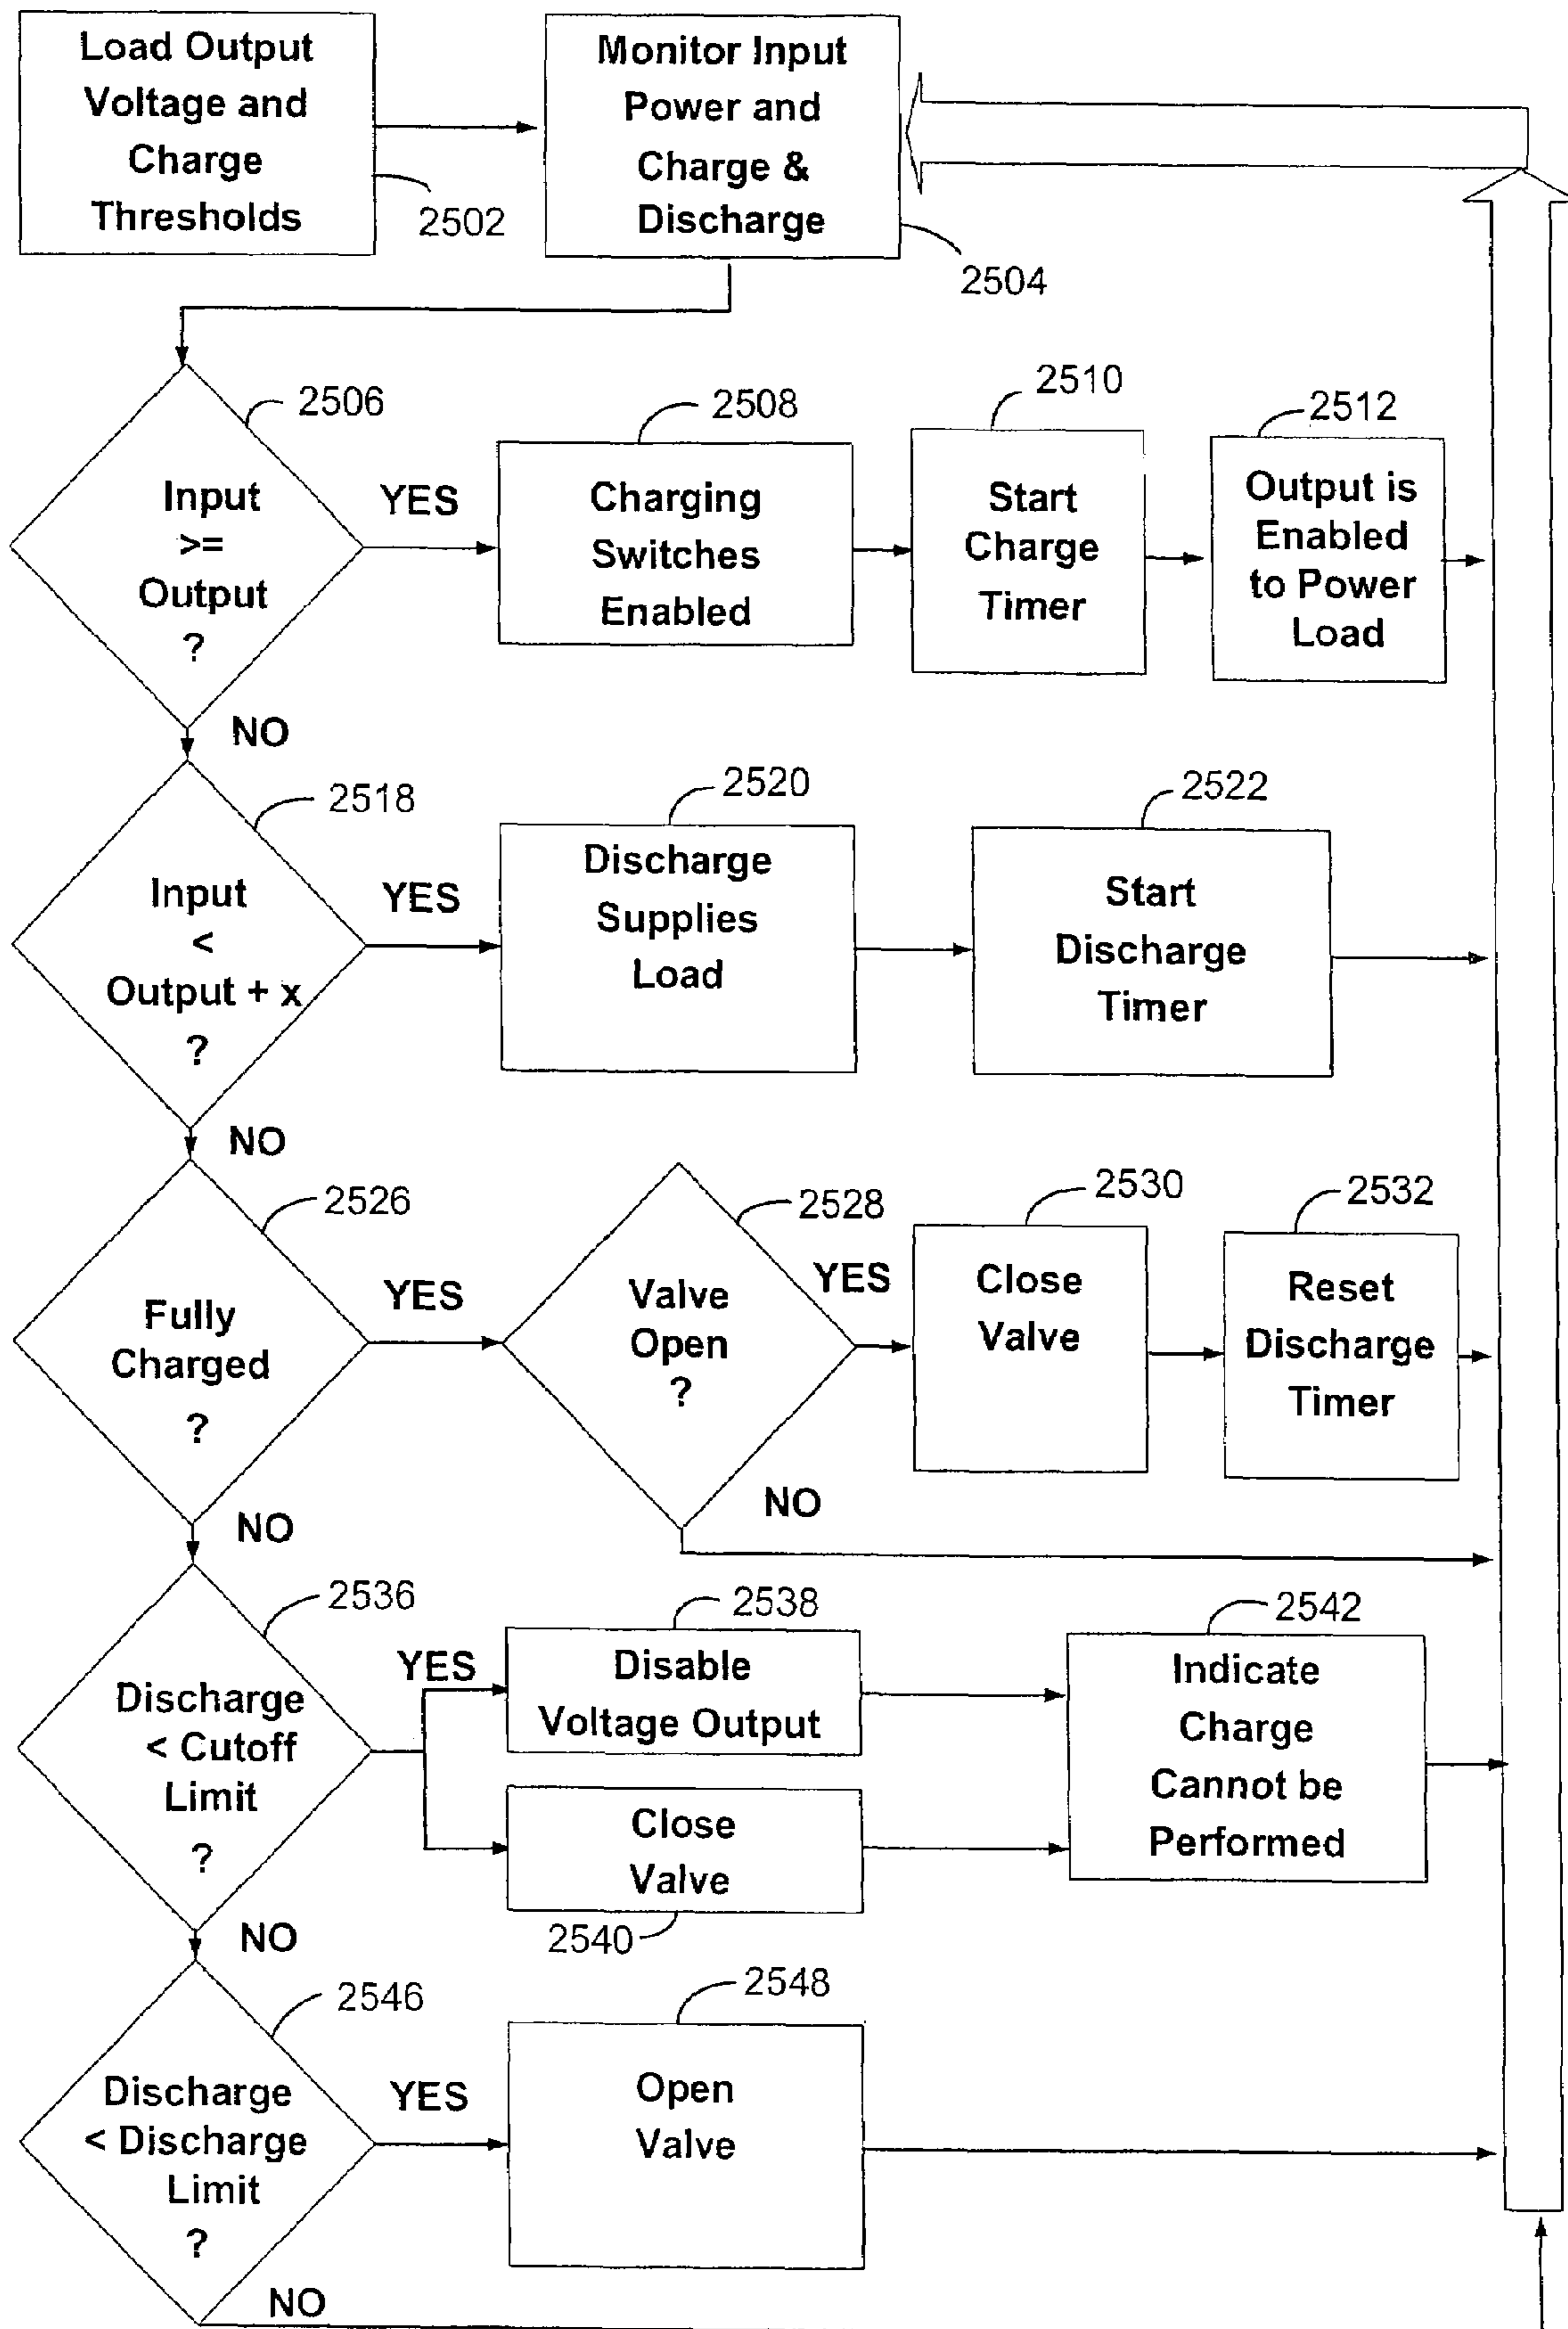 Load Output
Voltage and
Charge
Thresholds
2502
Monitor Input
Power and
Charge &
Discharge
2504
2506
Input
>=
Output
?
YES
NO
2508
Charging
Switches
Enabled
2510
Start
Charge
Timer
2512
Output is
Enabled
to Power
Load
2518
Input
<
Output + x
?
YES
NO
2520
Discharge
Supplies
Load
2522
Start
Discharge
Timer
2526
Fully
Charged
?
YES
NO
2528
Valve
Open
?
YES
NO
2530
Close
Valve
2532
Reset
Discharge
Timer
2536
Discharge
< Cutoff
Limit
?
YES
NO
2538
Disable
Voltage Output
Close
Valve
2540
2542
Indicate
Charge
Cannot be
Performed
2546
Discharge
< Discharge
Limit
?
YES
NO
2548
Open
Valve